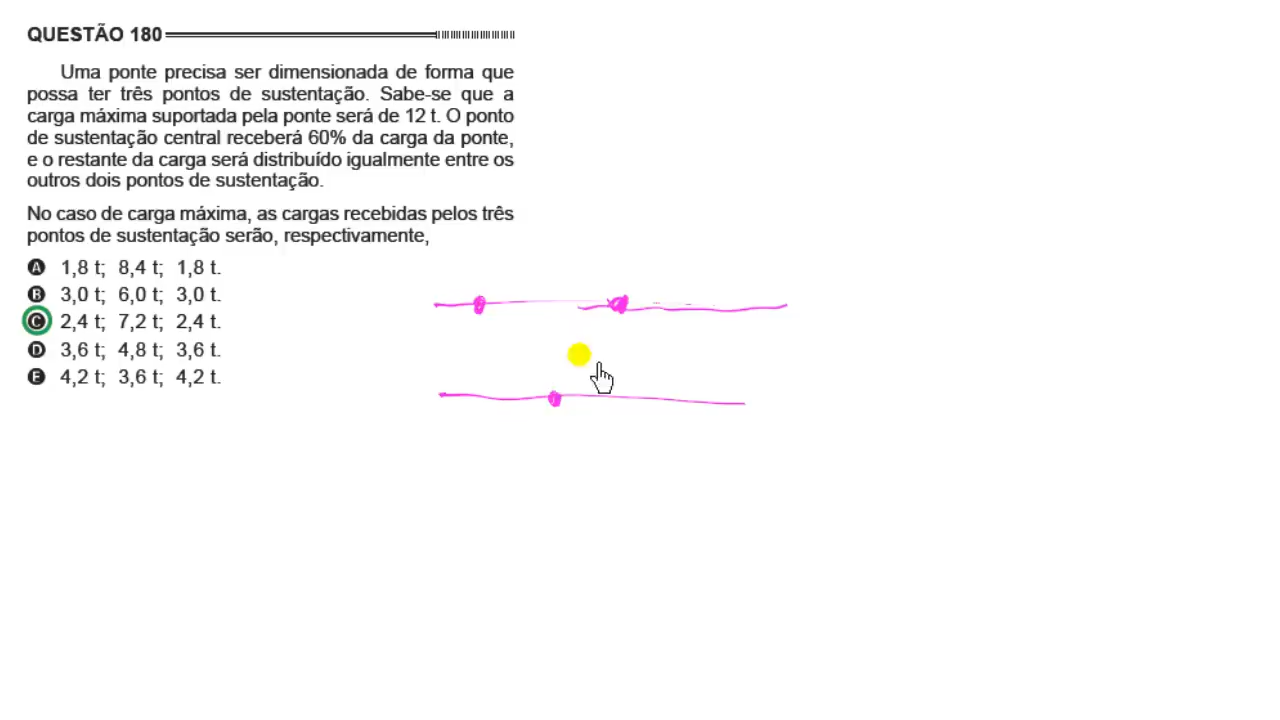 QUESTÃO 180
Uma ponte precisa ser dimensionada de forma que
possa ter três pontos de sustentação. Sabe-se que a
carga máxima suportada pela ponte será de 12 t. O ponto
de sustentação central receberá 60% da carga da ponte,
e o restante da carga será distribuído igualmente entre os
outros dois pontos de sustentação.
No caso de carga máxima, as cargas recebidas pelos três
pontos de sustentação serão, respectivamente,
A 1,8 t; 8,4 t; 1,8 t.
B 3,0 t; 6,0 t; 3,0 t.
C 2,4 t; 7,2 t; 2,4 t.
D 3,6 t; 4,8 t; 3,6 t.
E 4,2 t; 3,6 t; 4,2 t.